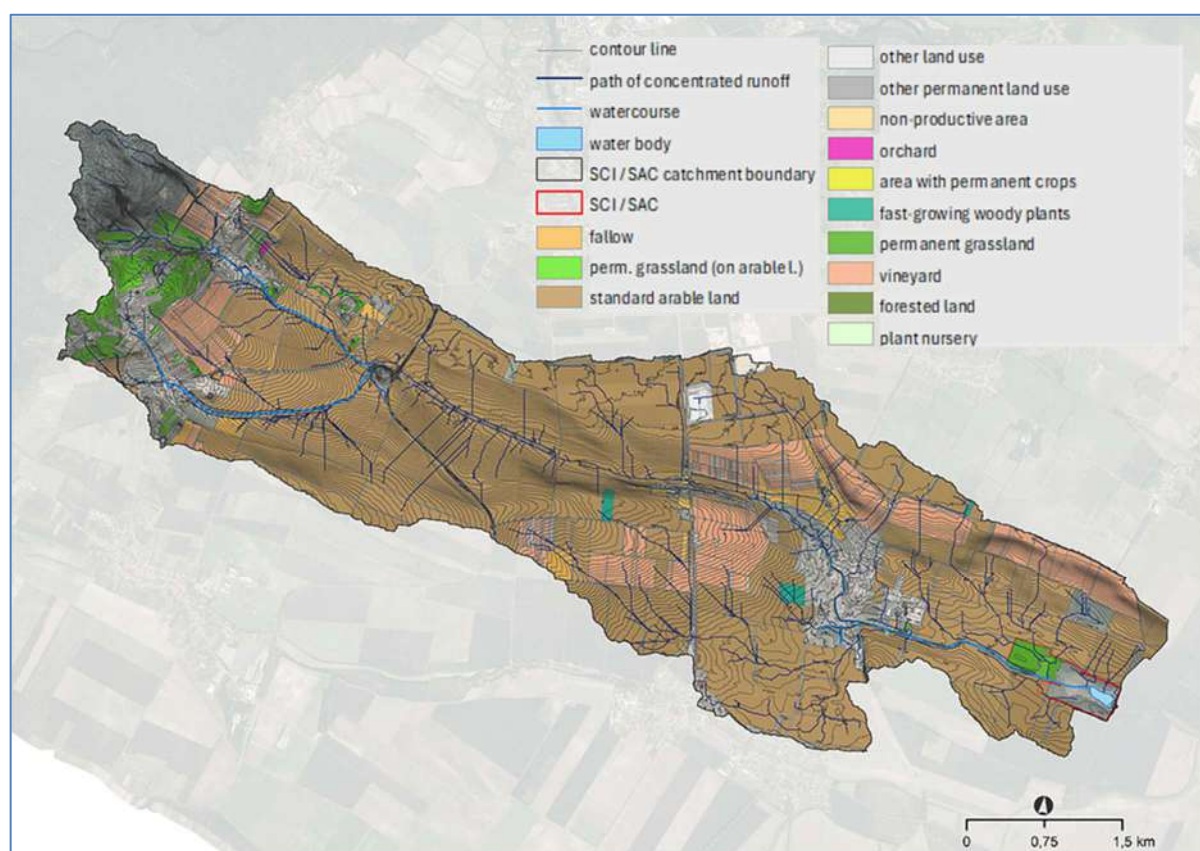 contour line
path of concentrated runoff
watercourse
water body
SCI / SAC catchment boundary
SCI / SAC
fallow
perm. grassland (on arable l.)
standard arable land
other land use
other permanent land use
non-productive area
orchard
area with permanent crops
fast-growing woody plants
permanent grassland
vineyard
forested land
plant nursery
0 0,75 1,5 km